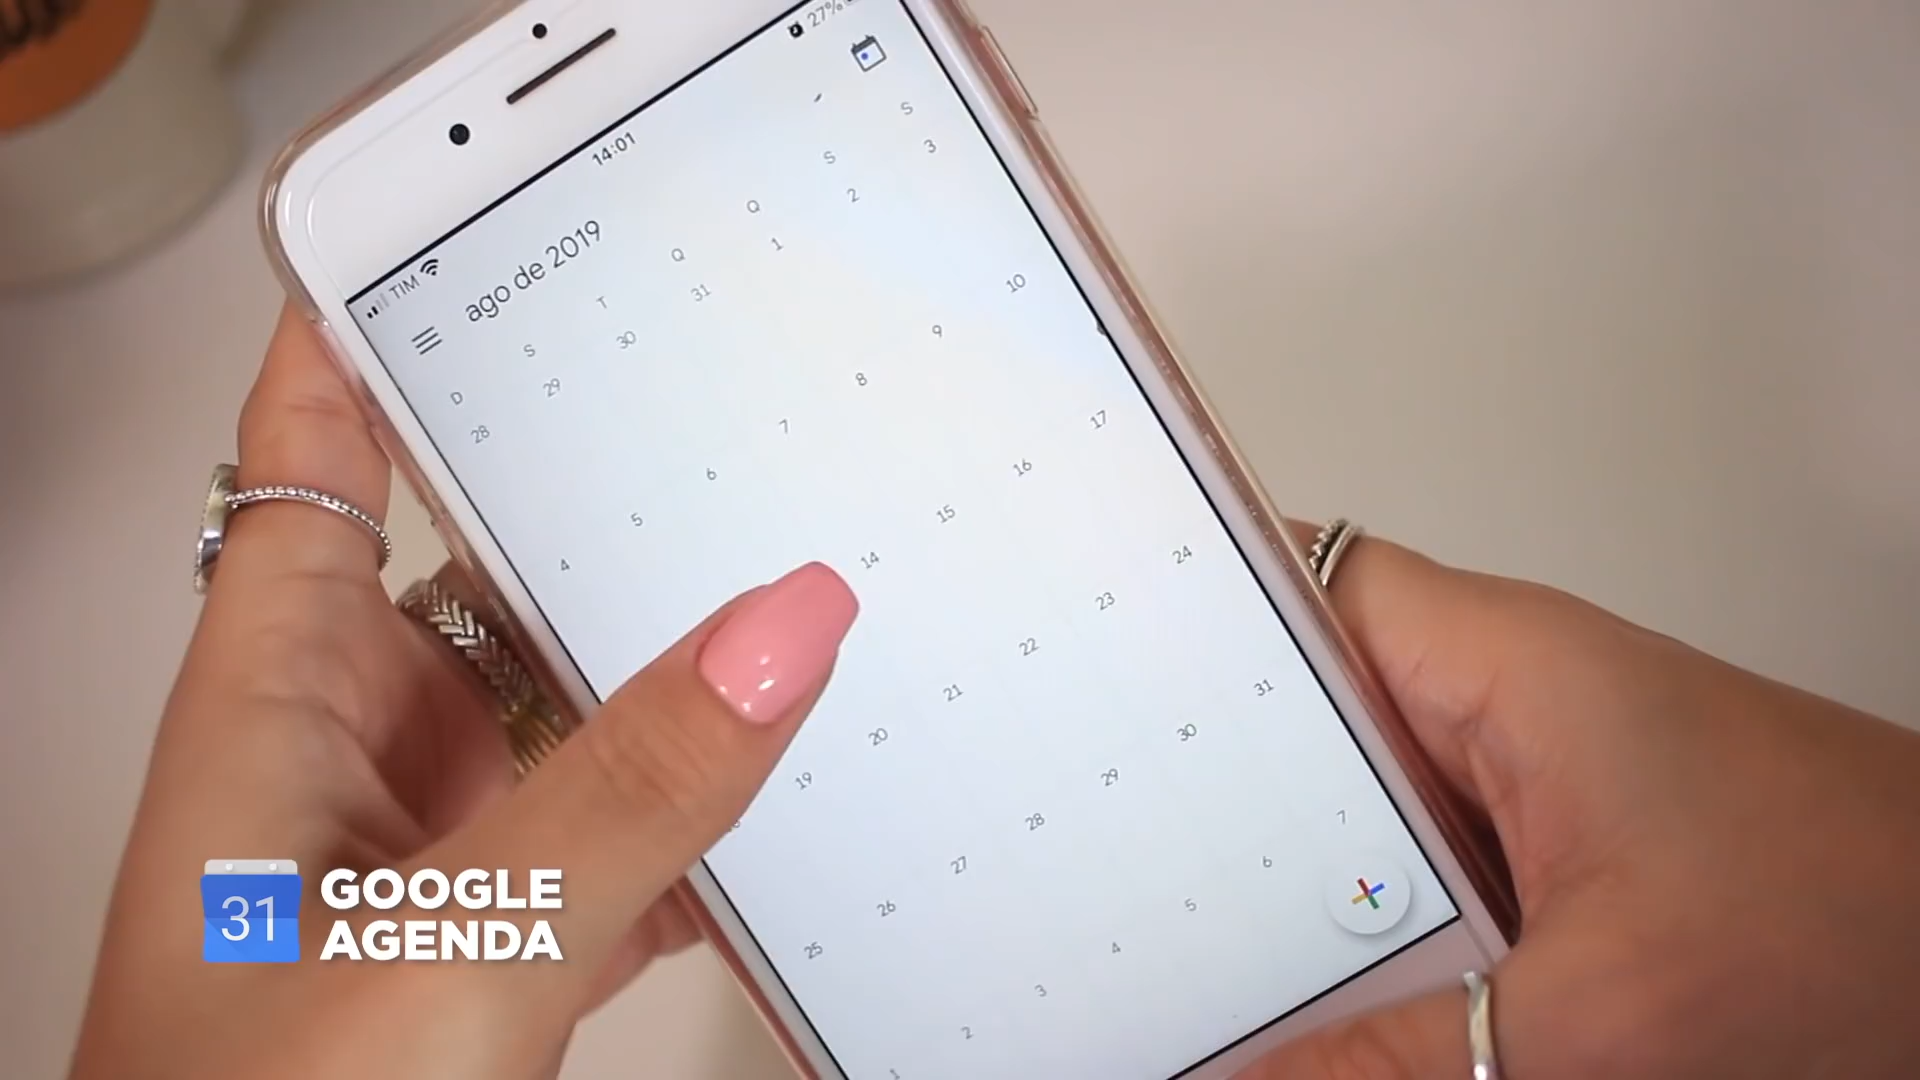 27%
14:01
TIM
ago de 2019
D S T Q Q S S
28 29 30 31 1 2 3
4 5 6 7 8 9 10
14 15 16 17
19 20 21 22 23 24
25 26 27 28 29 30 31
1 2 3 4 5 6 7
31
GOOGLE
AGENDA